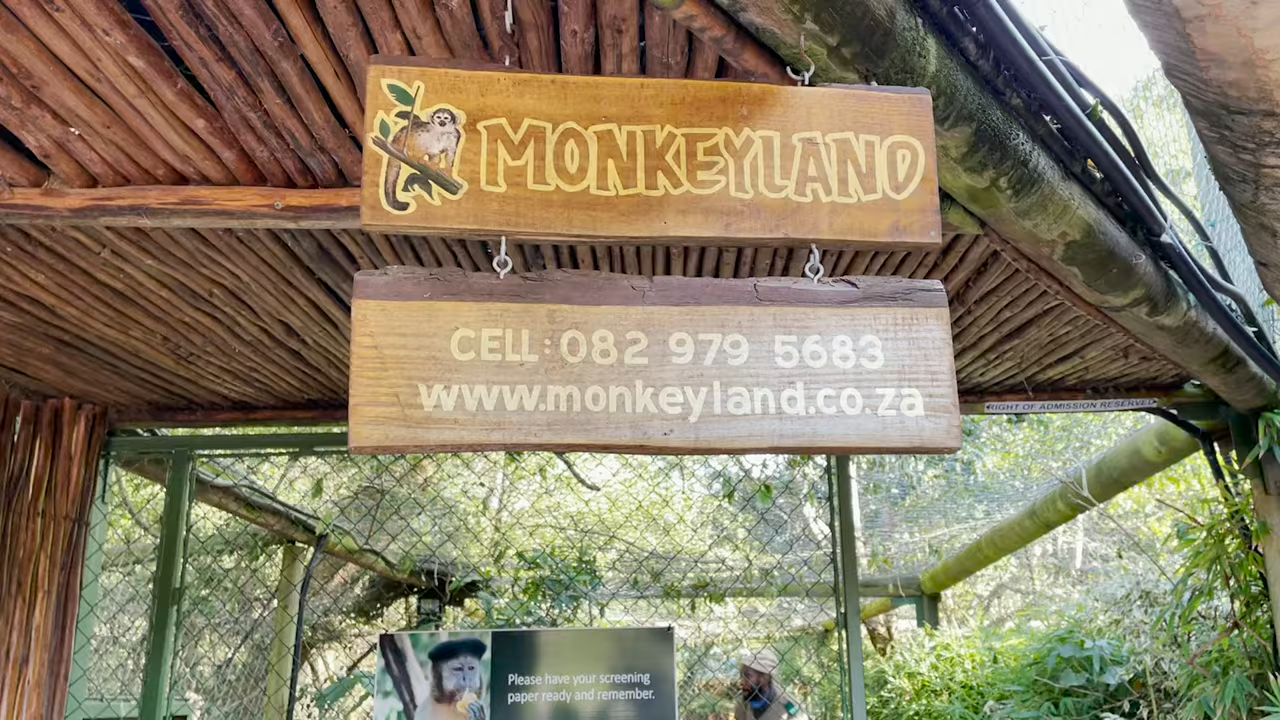 MONKEYLAND
CELL: 082 979 5683
www.monkeyland.co.za
RIGHT OF ADMISSION RESERVED
Please have your screening
paper ready and remember.